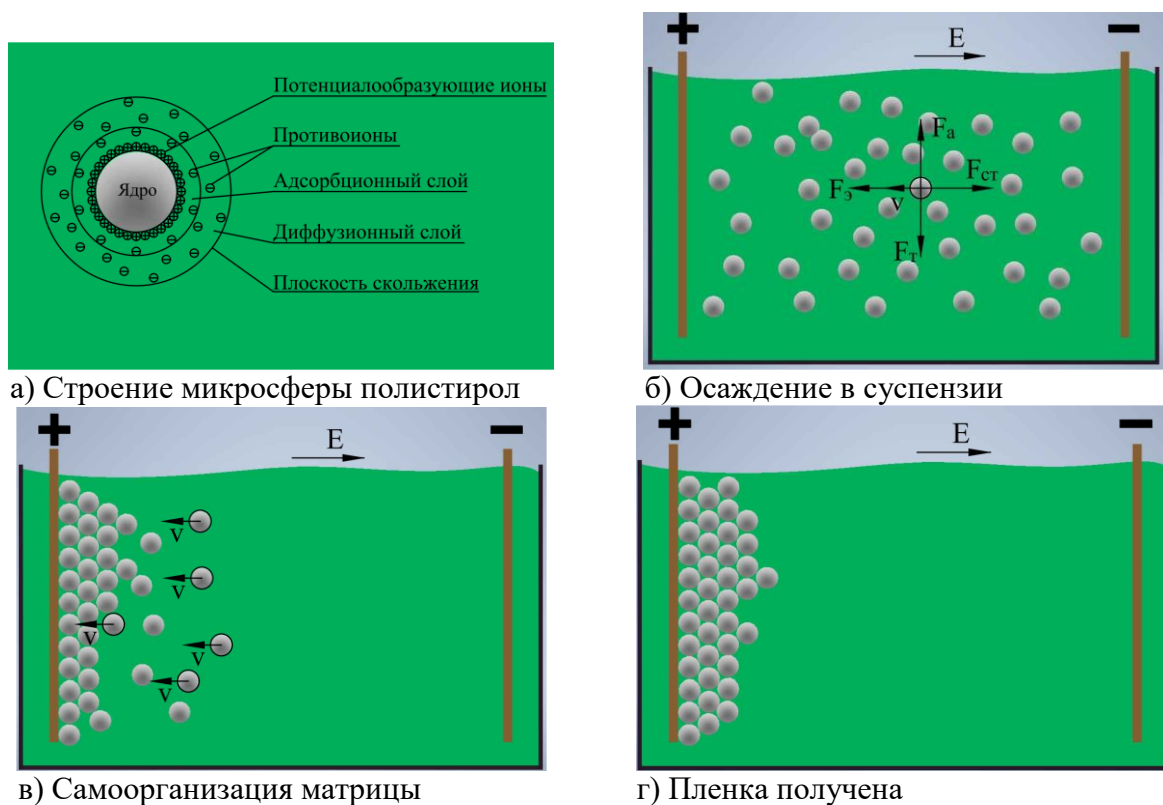 Потенциалообразующие ионы
Противоионы
Ядро
Адсорбционный слой
Диффузионный слой
Плоскость скольжения
а) Строение микросферы полистирол
+
E
−
Fа
Fэ
v
Fст
Fт
б) Осаждение в суспензии
+
E
−
v
v
v
v
v
в) Самоорганизация матрицы
+
E
−
г) Пленка получена